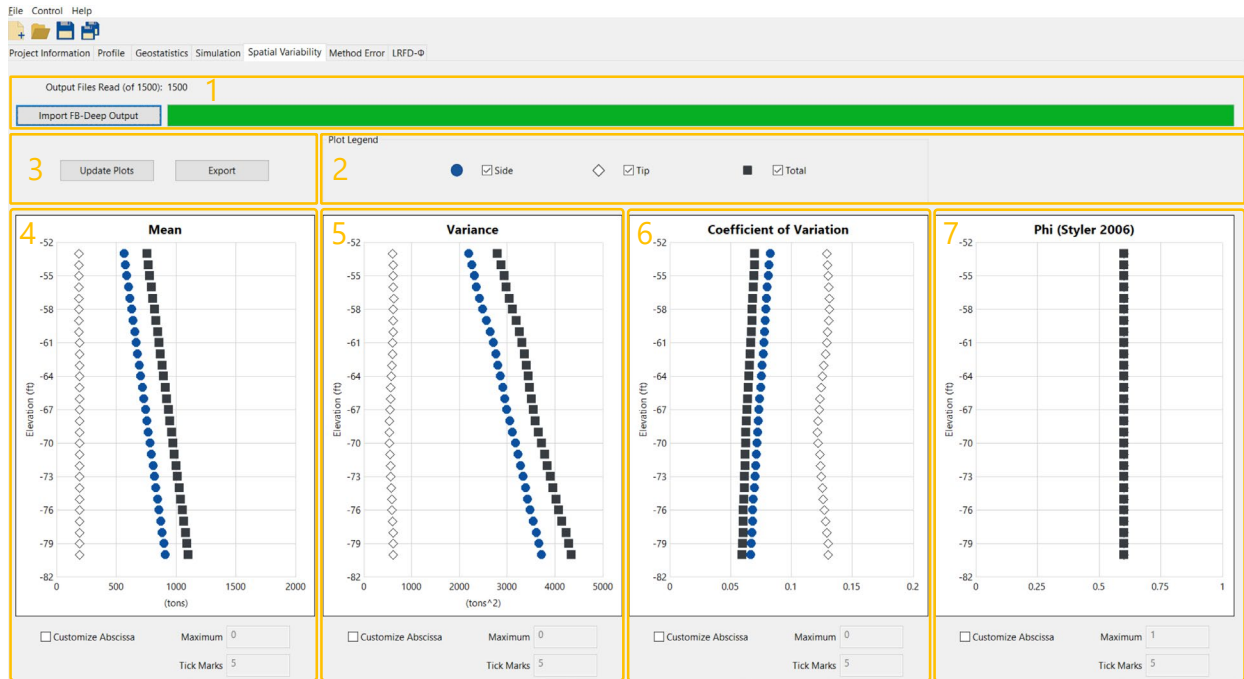 File Control Help
Project Information Profile Geostatistics Simulation Spatial Variability Method Error LRFD-Φ
Output Files Read (of 1500): 1500
1
Import FB-Deep Output
3
Update Plots
Export
2
Plot Legend
Side
Tip
Total
4
Mean
-52
-55
-58
-61
-64
-67
-70
-73
-76
-79
-82
Elevation (ft)
0 500 1000 1500 2000
(tons)
Customize Abscissa
Maximum 0
Tick Marks 5
5
Variance
-52
-55
-58
-61
-64
-67
-70
-73
-76
-79
-82
Elevation (ft)
0 1000 2000 3000 4000 5000
(tons^2)
Customize Abscissa
Maximum 0
Tick Marks 5
6
Coefficient of Variation
-52
-55
-58
-61
-64
-67
-70
-73
-76
-79
-82
Elevation (ft)
0 0.05 0.1 0.15 0.2
Customize Abscissa
Maximum 0
Tick Marks 5
7
Phi (Styler 2006)
-52
-55
-58
-61
-64
-67
-70
-73
-76
-79
-82
Elevation (ft)
0 0.25 0.5 0.75 1
Customize Abscissa
Maximum 1
Tick Marks 5